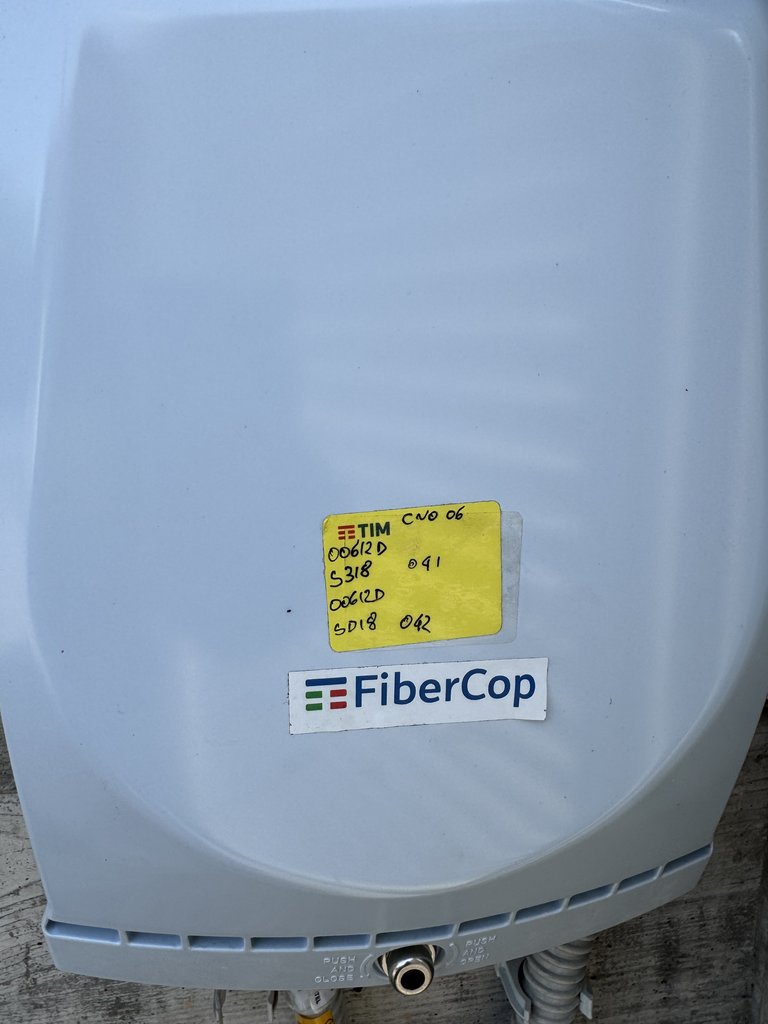 TIM CNO 06
00612D
S318 041
00612D
SD18 042
FiberCop
PUSH AND CLOSE
PUSH AND OPEN